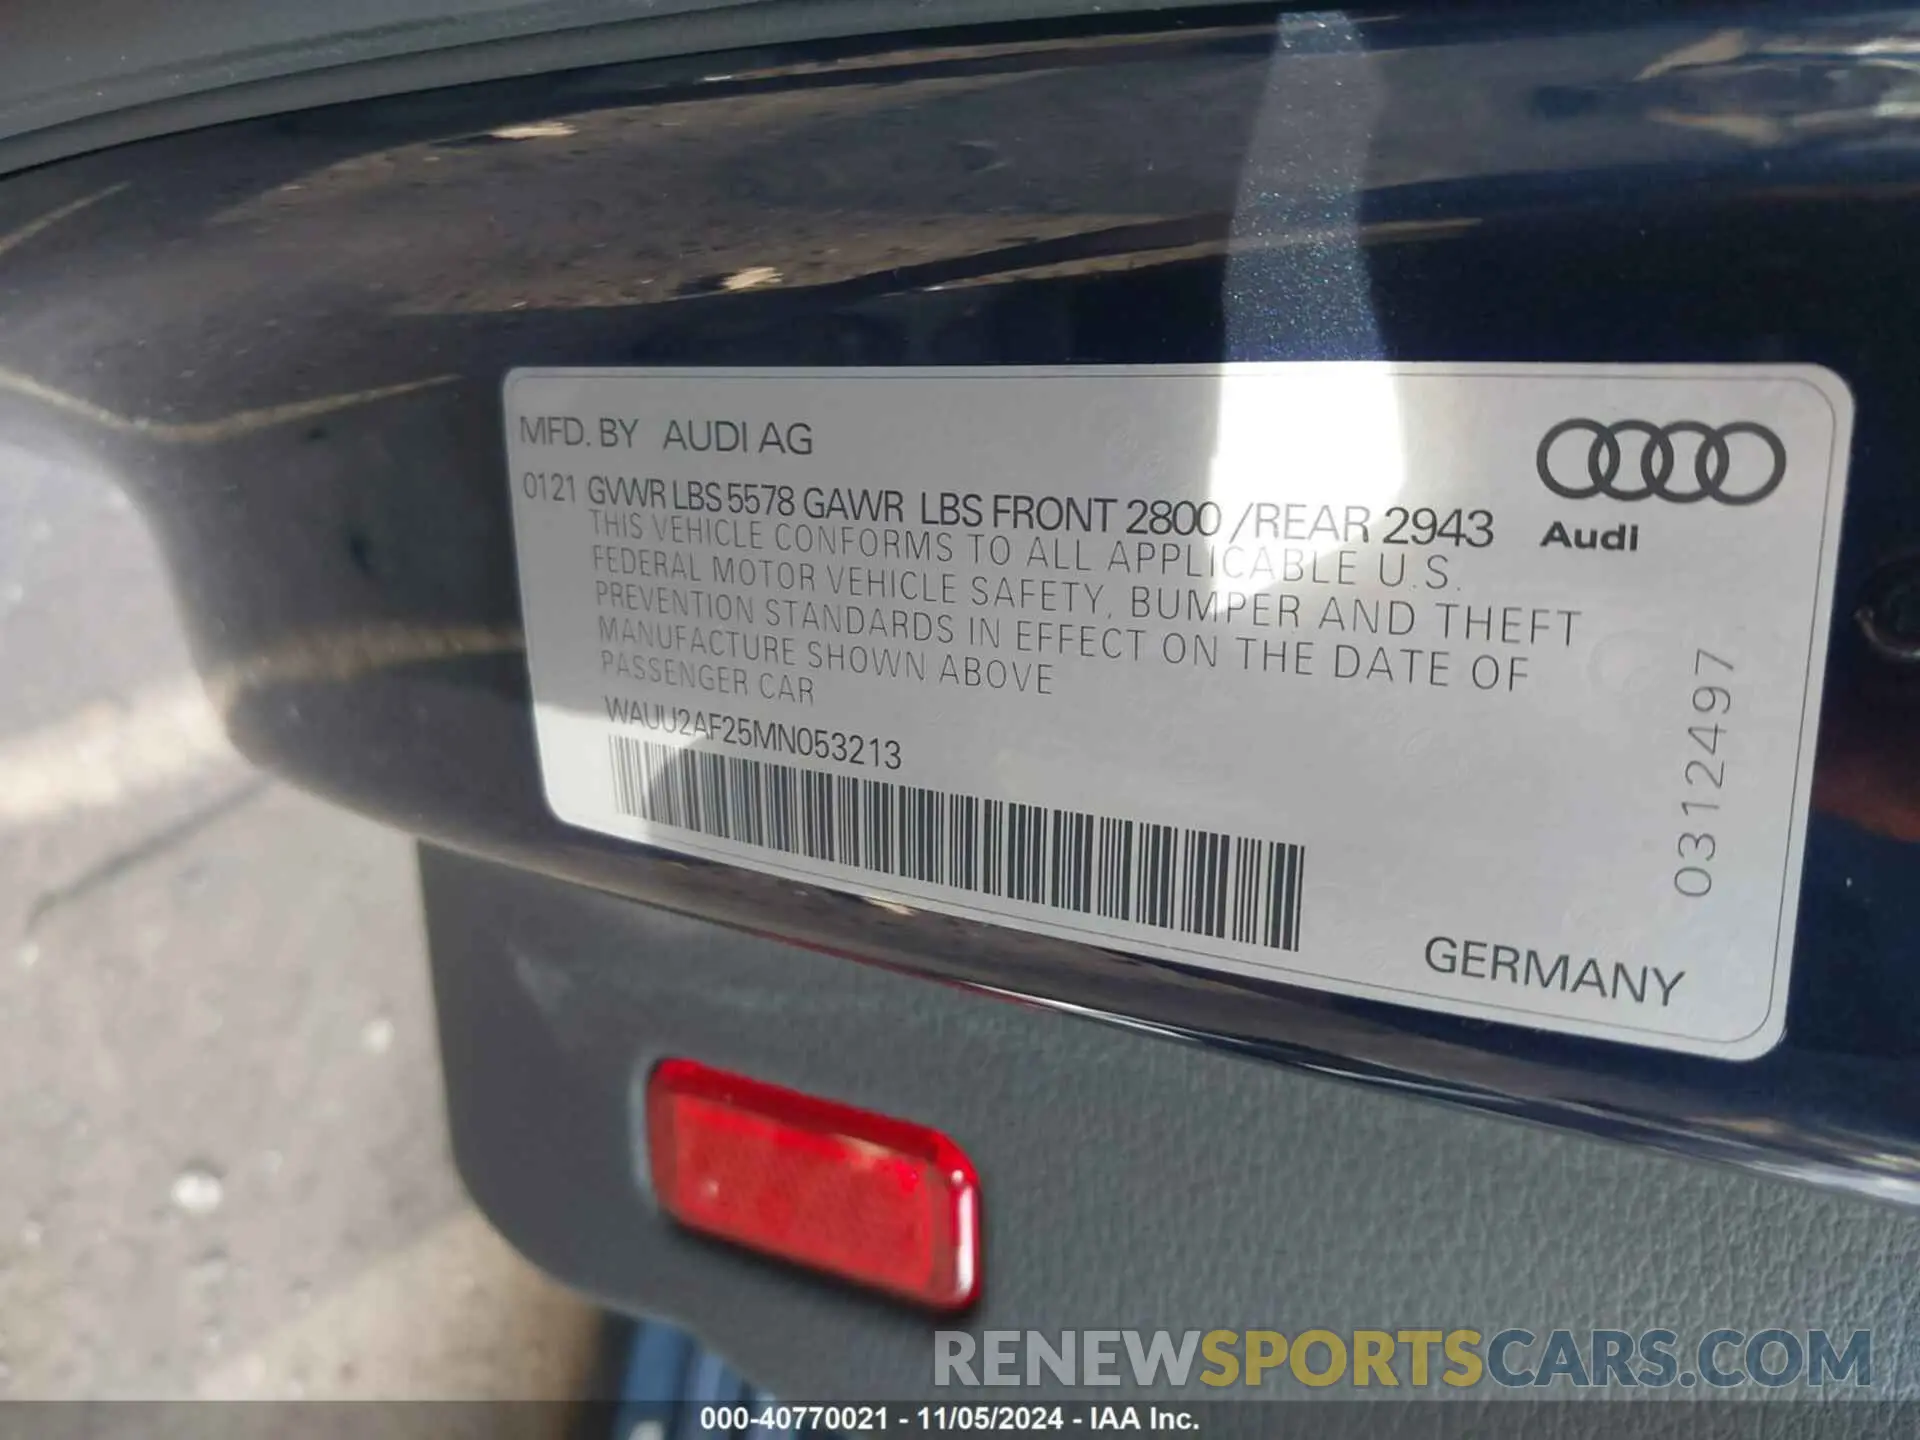 MFD. BY AUDI AG
0121 GVWR LBS 5578 GAWR LBS FRONT 2800 /REAR 2943
THIS VEHICLE CONFORMS TO ALL APPLICABLE U.S.
FEDERAL MOTOR VEHICLE SAFETY, BUMPER AND THEFT
PREVENTION STANDARDS IN EFFECT ON THE DATE OF
MANUFACTURE SHOWN ABOVE
PASSENGER CAR
WAUU2AF25MN053213
Audi
0312497
GERMANY
RENEWSPORTSCARS.COM
000-40770021 - 11/05/2024 - IAA Inc.